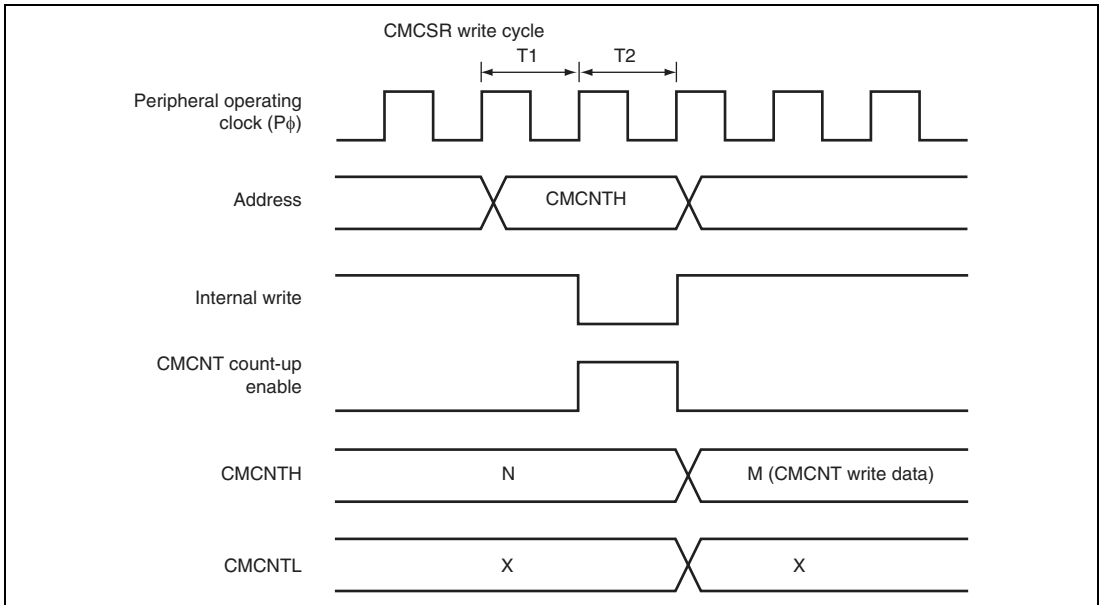 CMCSR write cycle
T1 T2
Peripheral operating
clock (Pϕ)
Address CMCNTH
Internal write
CMCNT count-up
enable
CMCNTH N M (CMCNT write data)
CMCNTL X X